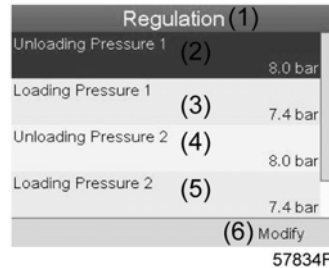 Regulation (1)
Unloading Pressure 1
(2)
8.0 bar
Loading Pressure 1
(3)
7.4 bar
Unloading Pressure 2
(4)
8.0 bar
Loading Pressure 2
(5)
7.4 bar
(6) Modify
57834F